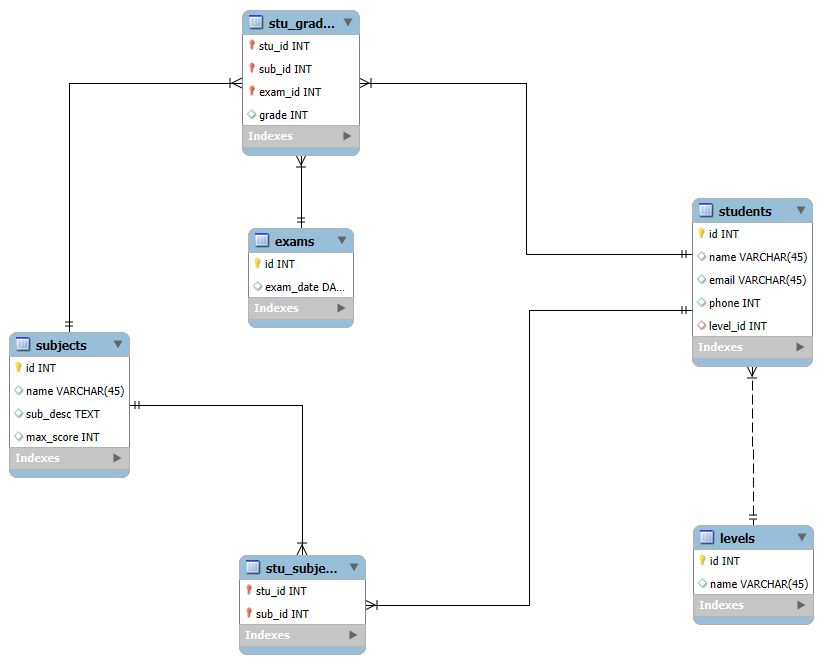 stu_grad...
stu_id INT
sub_id INT
exam_id INT
grade INT
Indexes
exams
id INT
exam_date DA...
Indexes
students
id INT
name VARCHAR(45)
email VARCHAR(45)
phone INT
level_id INT
Indexes
subjects
id INT
name VARCHAR(45)
sub_desc TEXT
max_score INT
Indexes
stu_subje...
stu_id INT
sub_id INT
Indexes
levels
id INT
name VARCHAR(45)
Indexes